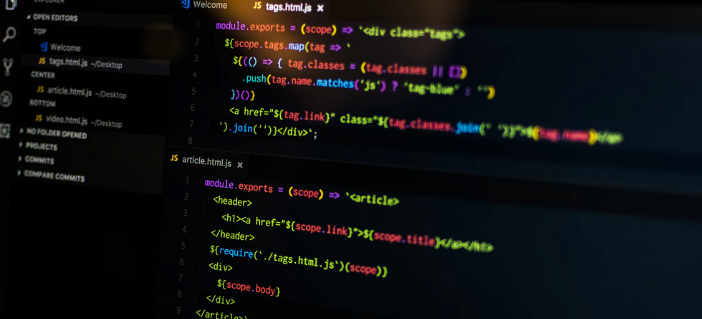 EXPLORER
OPEN EDITORS
TOP
Welcome
tags.html.js ~/Desktop
CENTER
article.html.js ~/Desktop
BOTTOM
video.html.js ~/Desktop
NO FOLDER OPENED
PROJECTS
COMMITS
COMPARE COMMITS
Welcome JS tags.html.js ×
1 module.exports = (scope) => `<div class="tags">
2 ${scope.tags.map(tag => `
3 ${(() => { tag.classes = (tag.classes || [])
4 .push(tag.name.matches('js') ? 'tag-blue' : '')
5 })()}
6 <a href="${tag.link}" class="${tag.classes.join(' ')}">${tag.name}</a>
7 `).join('')}</div>`;
8
JS article.html.js ×
1 module.exports = (scope) => `<article>
2 <header>
3 <h1><a href="${scope.link}">${scope.title}</a></h1>
4 </header>
5 ${require('./tags.html.js')(scope)}
6 <div>
7 ${scope.body}
8 </div>
9 </article>